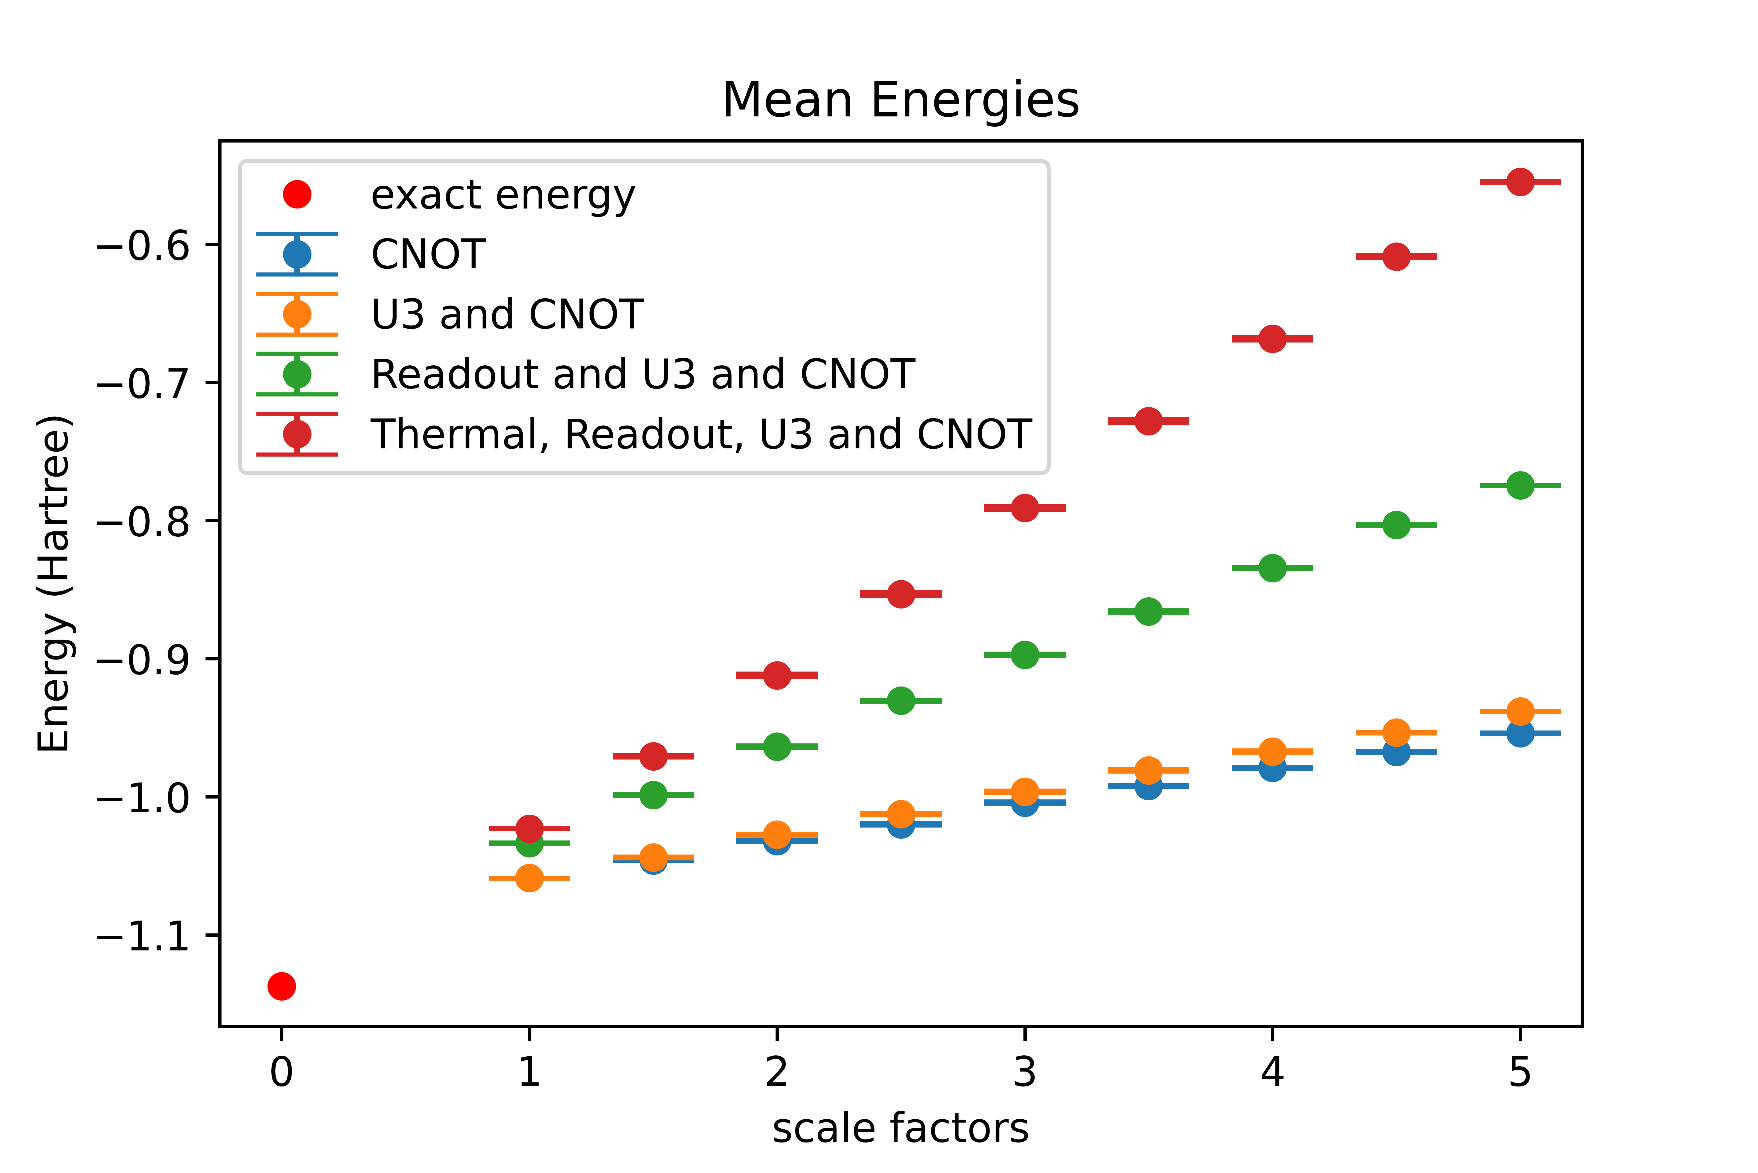 Mean Energies
exact energy
CNOT
U3 and CNOT
Readout and U3 and CNOT
Thermal, Readout, U3 and CNOT
Energy (Hartree)
−0.6
−0.7
−0.8
−0.9
−1.0
−1.1
0 1 2 3 4 5
scale factors